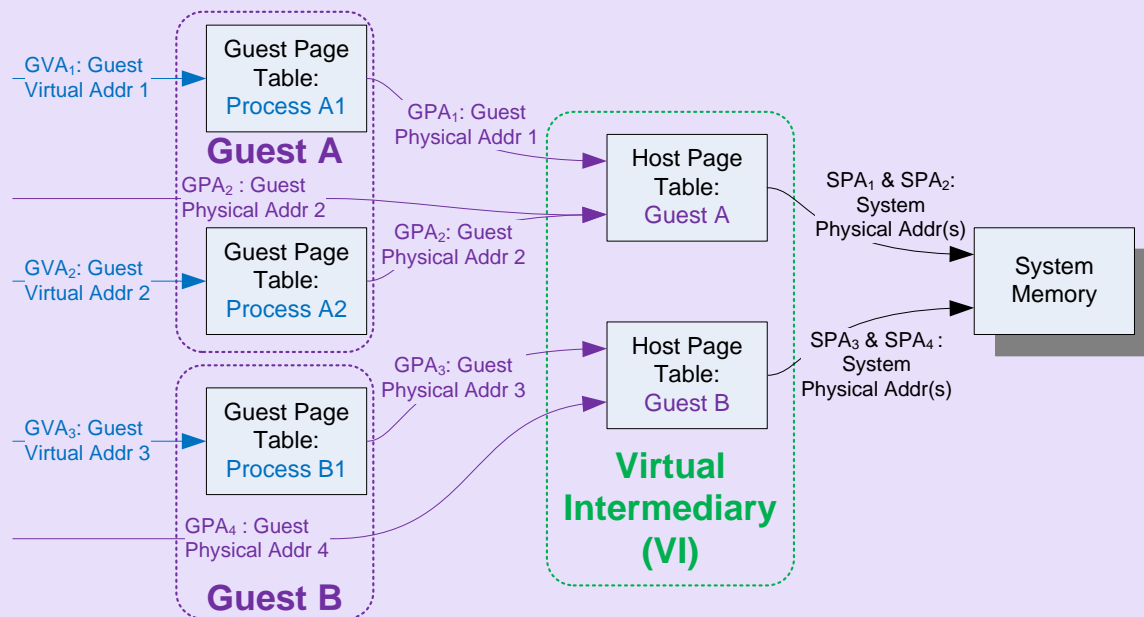 GVA₁: Guest
Virtual Addr 1
Guest Page
Table:
Process A1
Guest A
GPA₁: Guest
Physical Addr 1
GPA₂ : Guest
Physical Addr 2
GVA₂: Guest
Virtual Addr 2
Guest Page
Table:
Process A2
GPA₂: Guest
Physical Addr 2
Host Page
Table:
Guest A
SPA₁ & SPA₂:
System
Physical Addr(s)
System
Memory
GVA₃: Guest
Virtual Addr 3
Guest Page
Table:
Process B1
GPA₃: Guest
Physical Addr 3
GPA₄ : Guest
Physical Addr 4
Guest B
Host Page
Table:
Guest B
SPA₃ & SPA₄ :
System
Physical Addr(s)
Virtual
Intermediary
(VI)